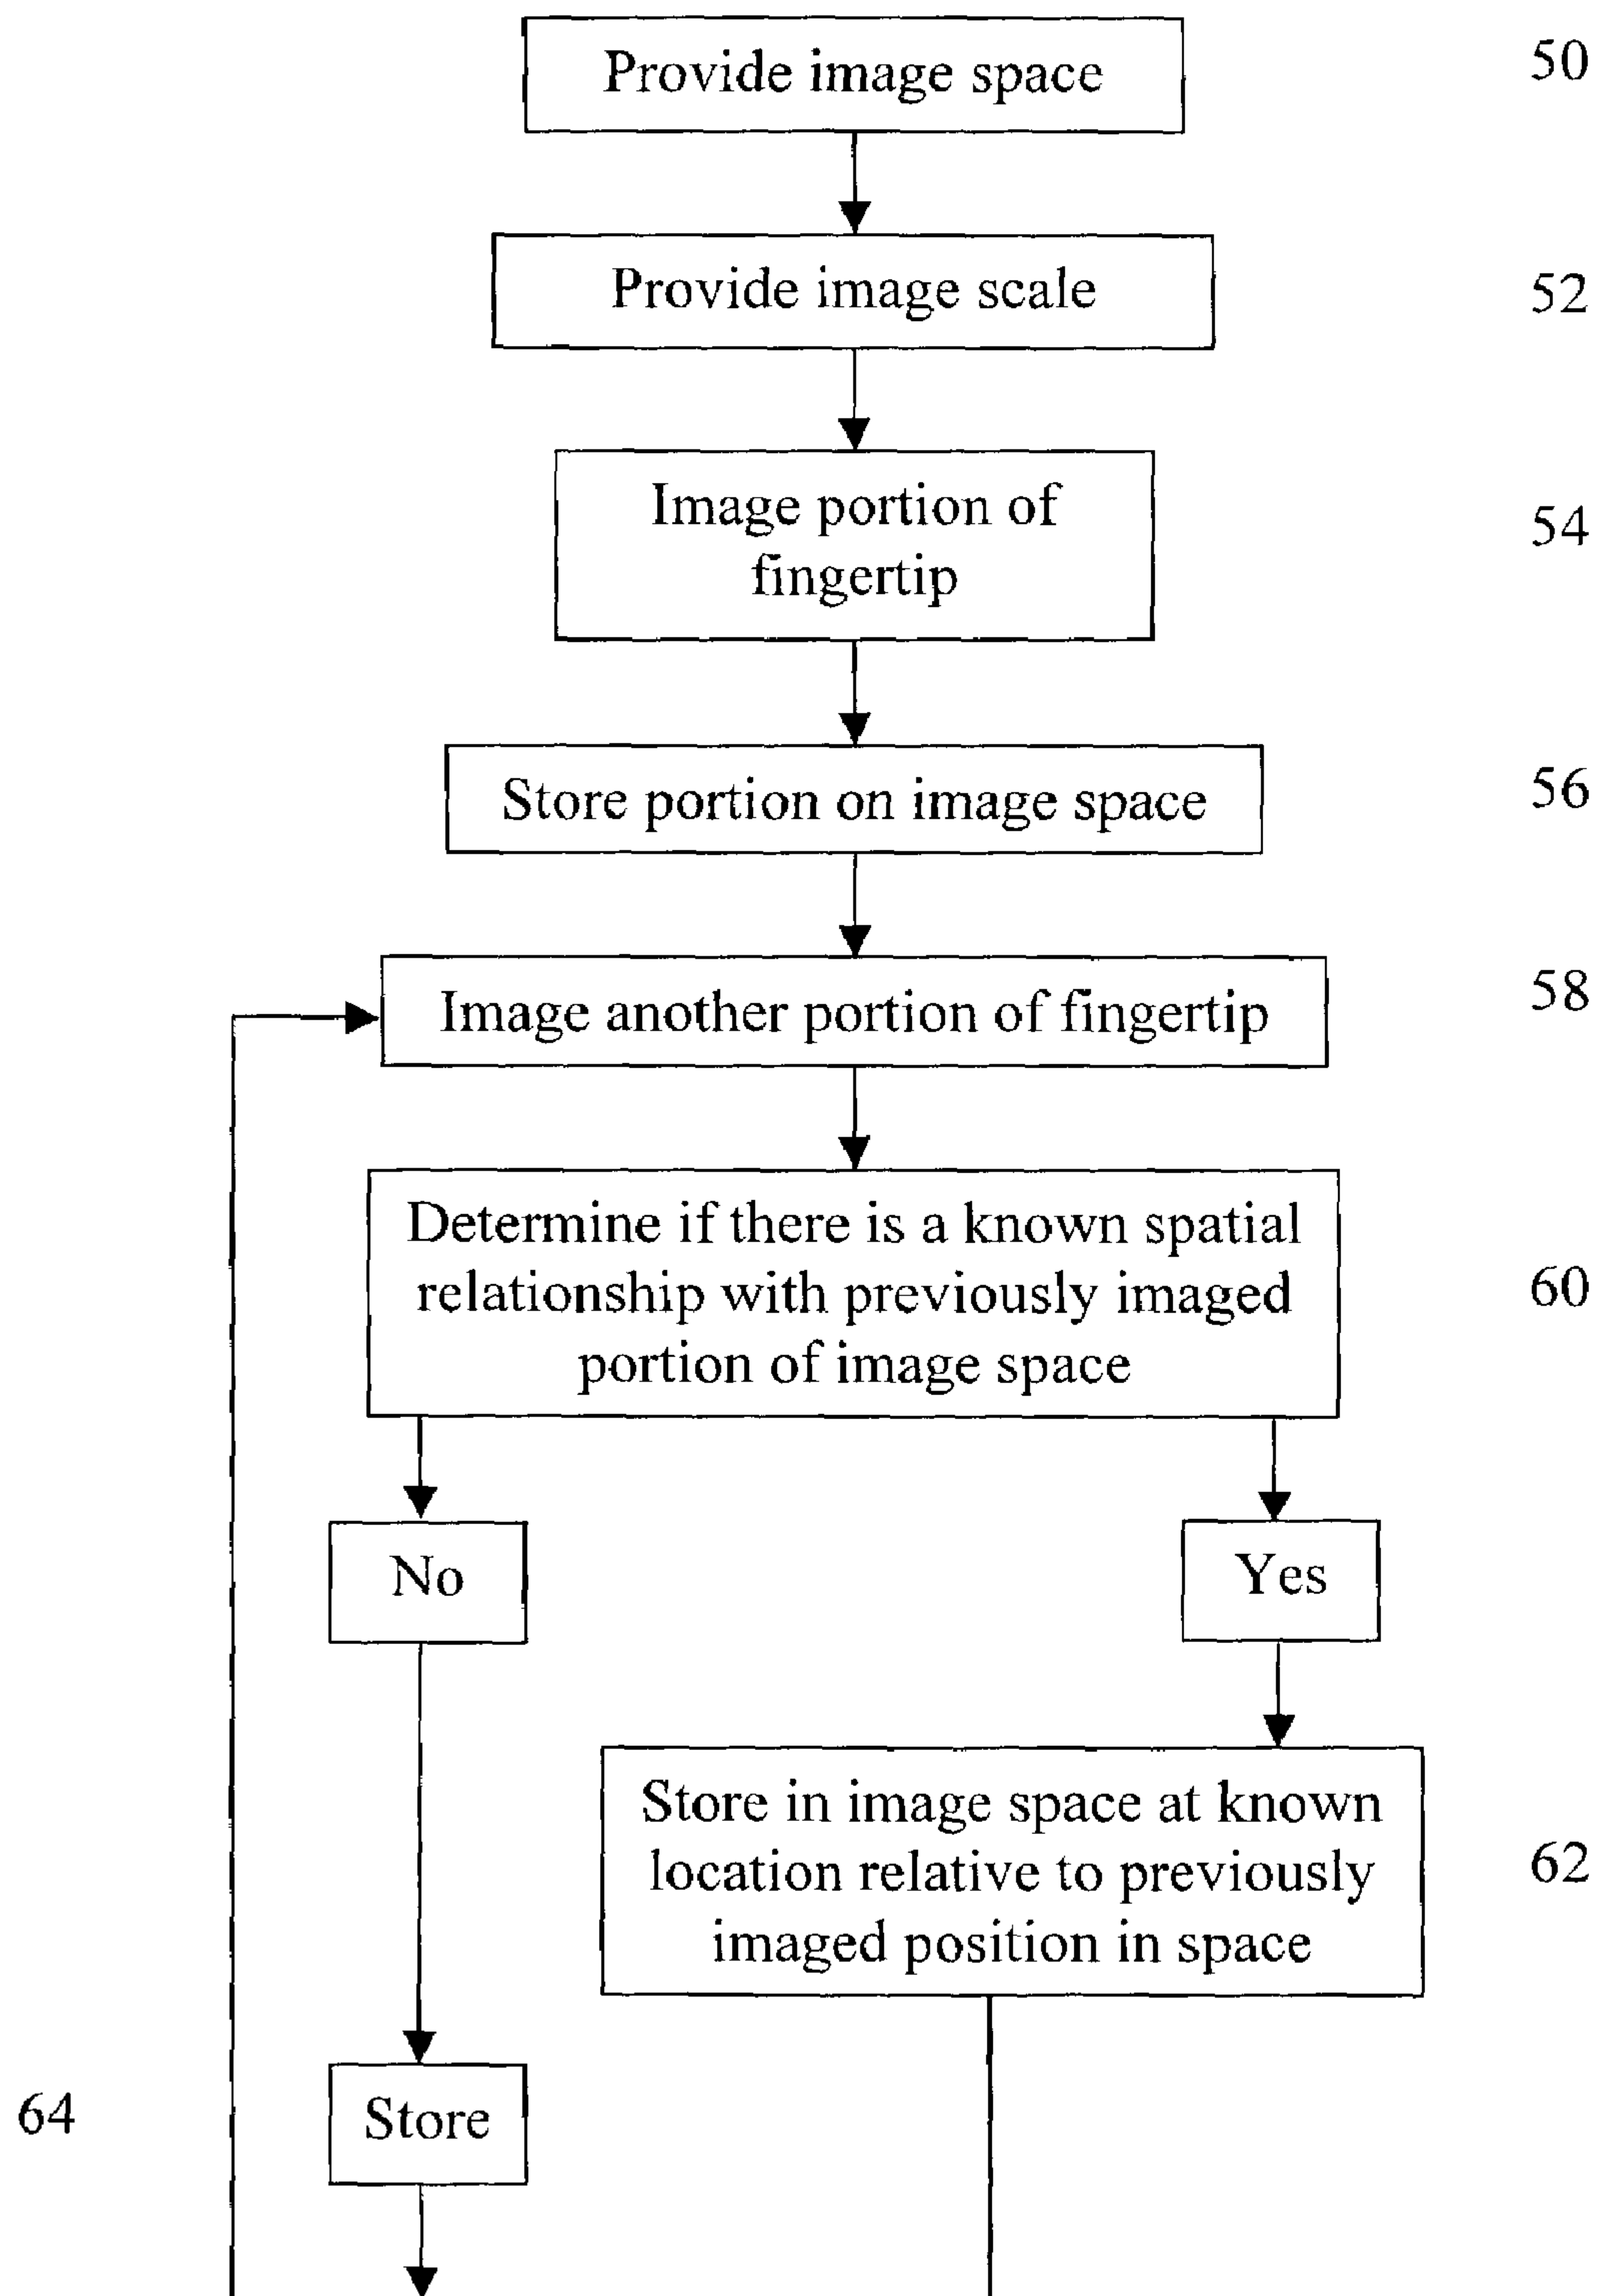 Provide image space
50
Provide image scale
52
Image portion of
fingertip
54
Store portion on image space
56
Image another portion of fingertip
58
Determine if there is a known spatial
relationship with previously imaged
portion of image space
60
No
Yes
Store in image space at known
location relative to previously
imaged position in space
62
64
Store